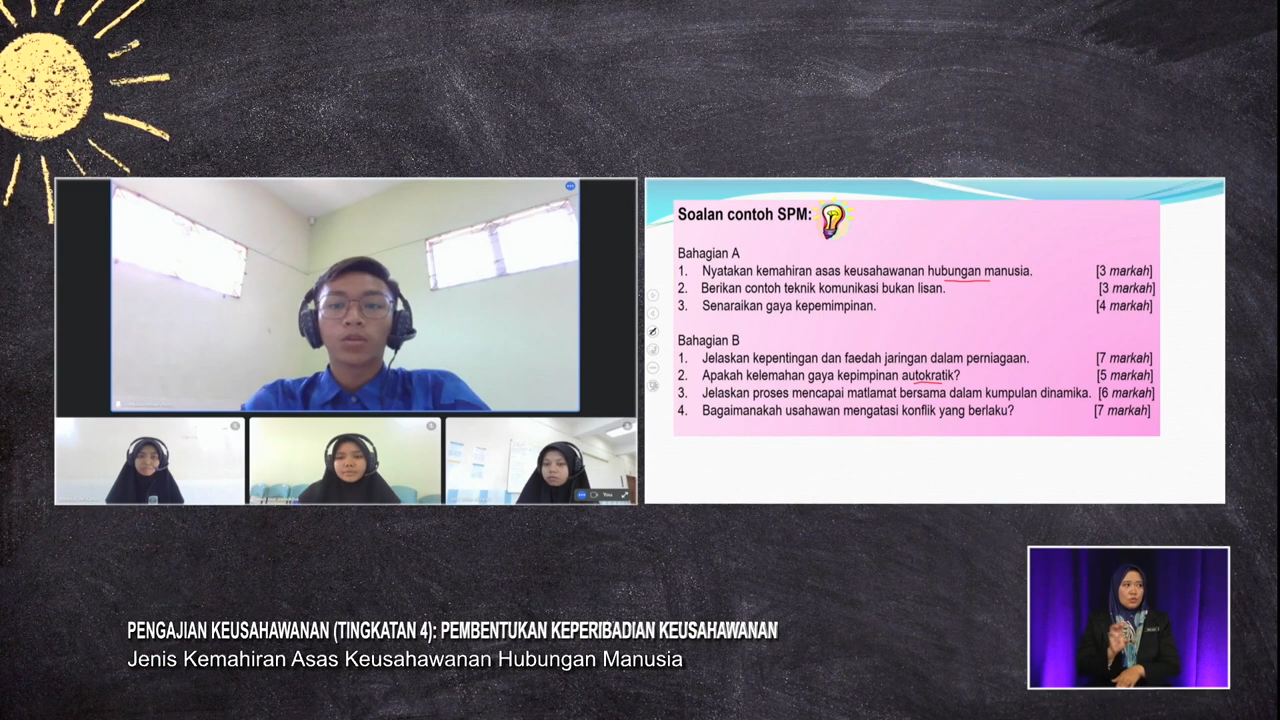 Soalan contoh SPM:
Bahagian A
1. Nyatakan kemahiran asas keusahawanan hubungan manusia. [3 markah]
2. Berikan contoh teknik komunikasi bukan lisan. [3 markah]
3. Senaraikan gaya kepemimpinan. [4 markah]
Bahagian B
1. Jelaskan kepentingan dan faedah jaringan dalam perniagaan. [7 markah]
2. Apakah kelemahan gaya kepimpinan autokratik? [5 markah]
3. Jelaskan proses mencapai matlamat bersama dalam kumpulan dinamika. [6 markah]
4. Bagaimanakah usahawan mengatasi konflik yang berlaku? [7 markah]
You
PENGAJIAN KEUSAHAWANAN (TINGKATAN 4): PEMBENTUKAN KEPERIBADIAN KEUSAHAWANAN
Jenis Kemahiran Asas Keusahawanan Hubungan Manusia